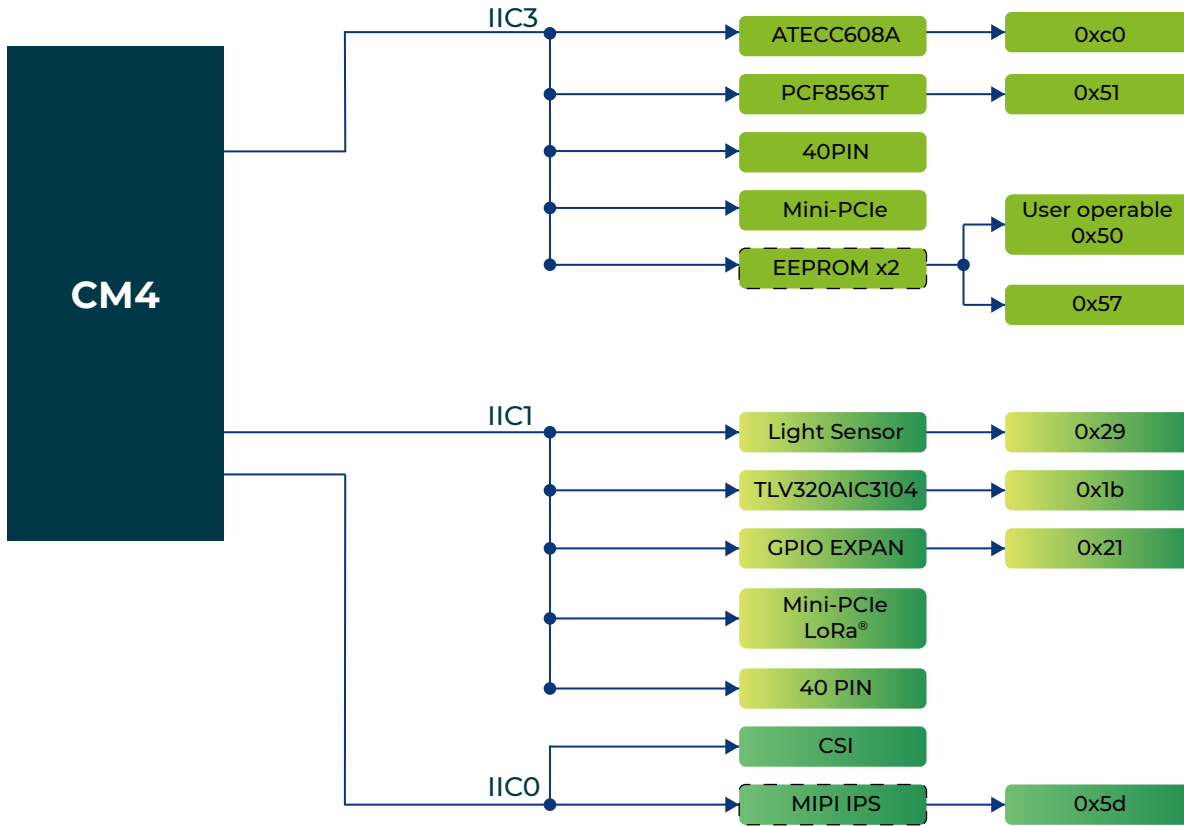 IIC3
ATECC608A
0xc0
PCF8563T
0x51
40PIN
Mini-PCIe
User operable
0x50
EEPROM x2
0x57
CM4
IIC1
Light Sensor
0x29
TLV320AIC3104
0x1b
GPIO EXPAN
0x21
Mini-PCIe
LoRa®
40 PIN
CSI
IIC0
MIPI IPS
0x5d